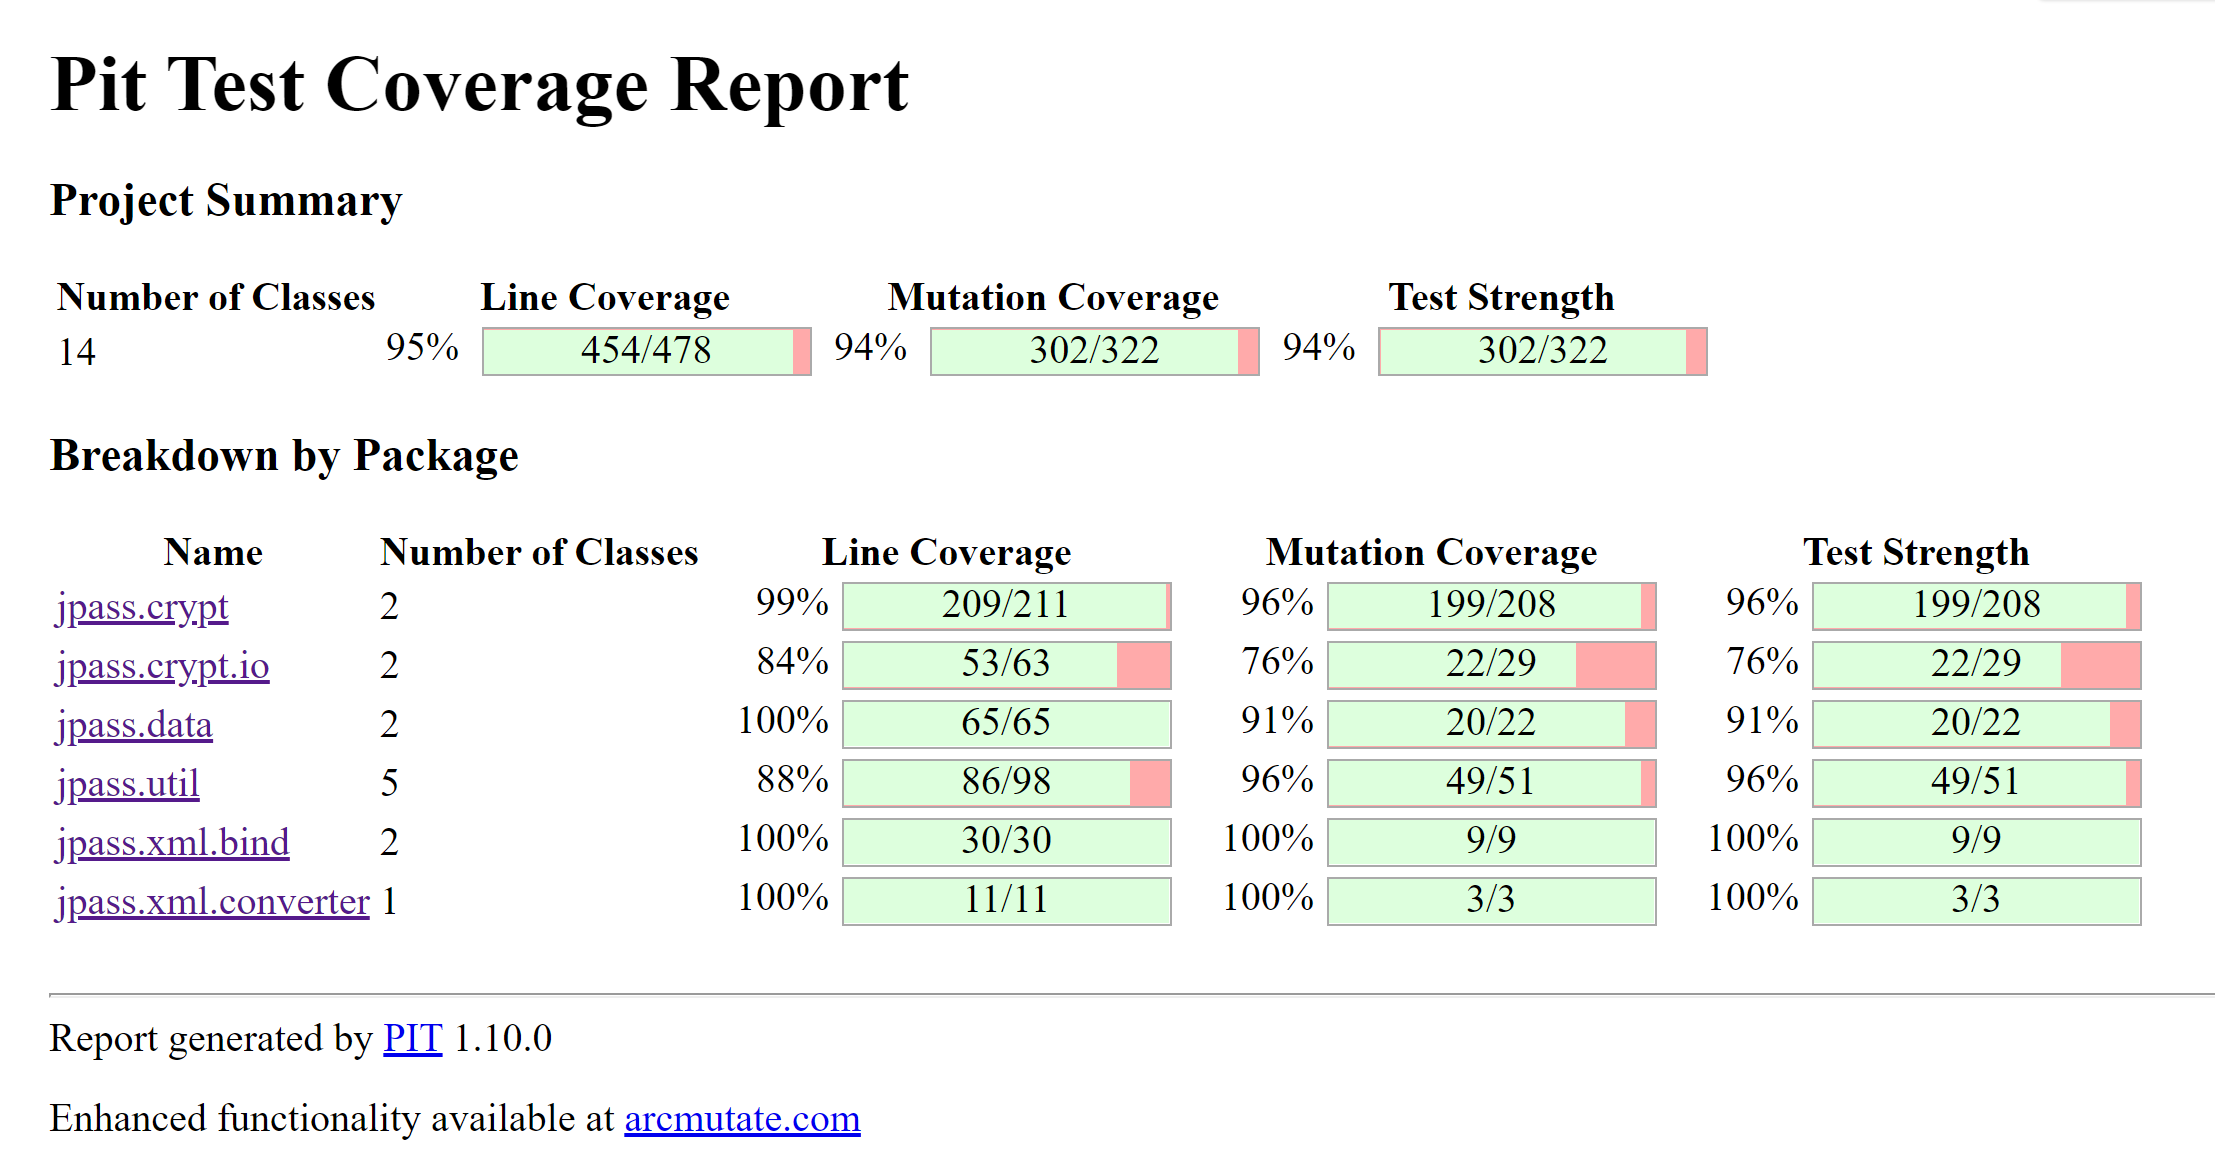 Pit Test Coverage Report
Project Summary
Number of Classes Line Coverage Mutation Coverage Test Strength
14 95% 454/478 94% 302/322 94% 302/322
Breakdown by Package
Name Number of Classes Line Coverage Mutation Coverage Test Strength
jpass.crypt 2 99% 209/211 96% 199/208 96% 199/208
jpass.crypt.io 2 84% 53/63 76% 22/29 76% 22/29
jpass.data 2 100% 65/65 91% 20/22 91% 20/22
jpass.util 5 88% 86/98 96% 49/51 96% 49/51
jpass.xml.bind 2 100% 30/30 100% 9/9 100% 9/9
jpass.xml.converter 1 100% 11/11 100% 3/3 100% 3/3
Report generated by PIT 1.10.0
Enhanced functionality available at arcmutate.com